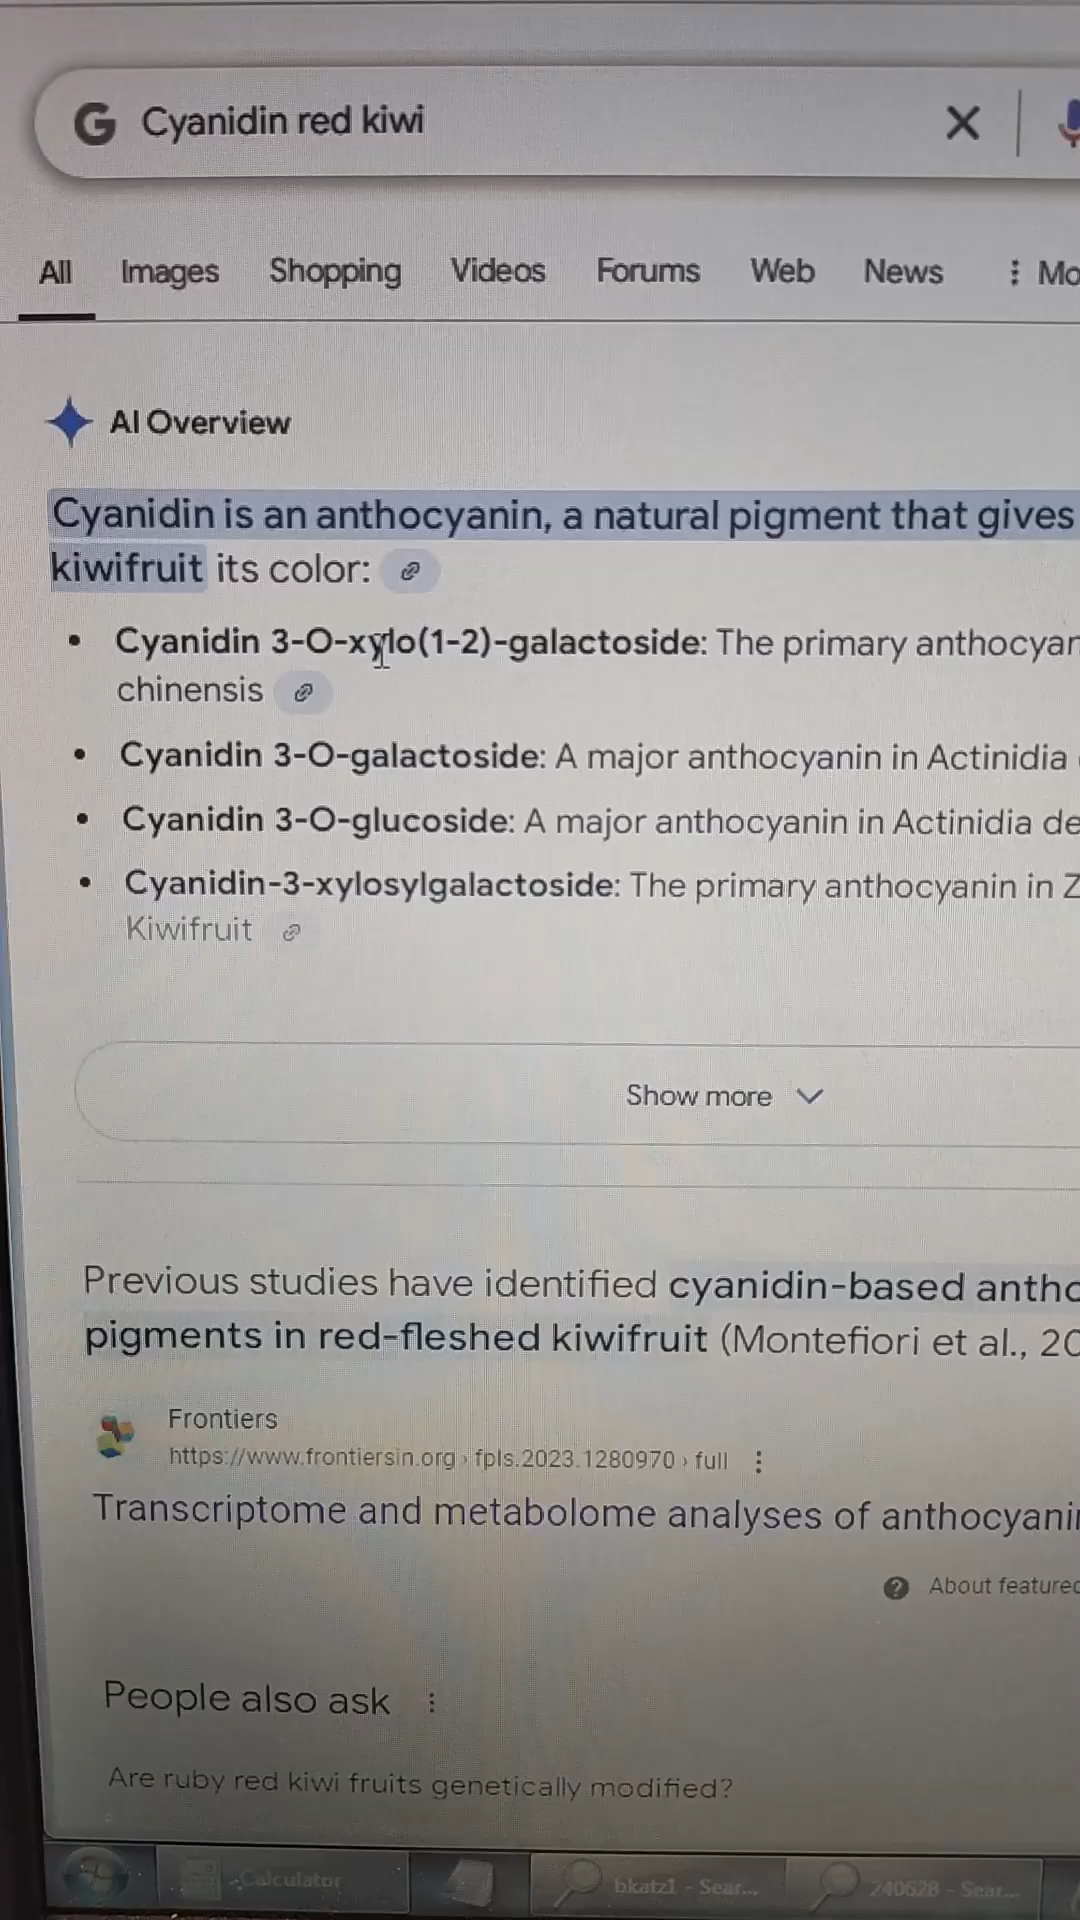 G Cyanidin red kiwi
All Images Shopping Videos Forums Web News
AI Overview
Cyanidin is an anthocyanin, a natural pigment that gives
kiwifruit its color:
• Cyanidin 3-O-xylo(1-2)-galactoside: The primary
chinensis
• Cyanidin 3-O-galactoside: A major anthocyanin in Actinidia
• Cyanidin 3-O-glucoside: A major anthocyanin in Actinidia de
• Cyanidin-3-xylosylgalactoside: The primary anthocyanin in Z
Kiwifruit
Show more
Previous studies have identified cyanidin-based antho
pigments in red-fleshed kiwifruit (Montefiori et al., 20
Frontiers
https://www.frontiersin.org › fpls.2023.1280970 › full
Transcriptome and metabolome analyses of
About featured
People also ask
Are ruby red kiwi fruits genetically modified?
Calculator bkatz1 - Sear... 240628 - Sear...